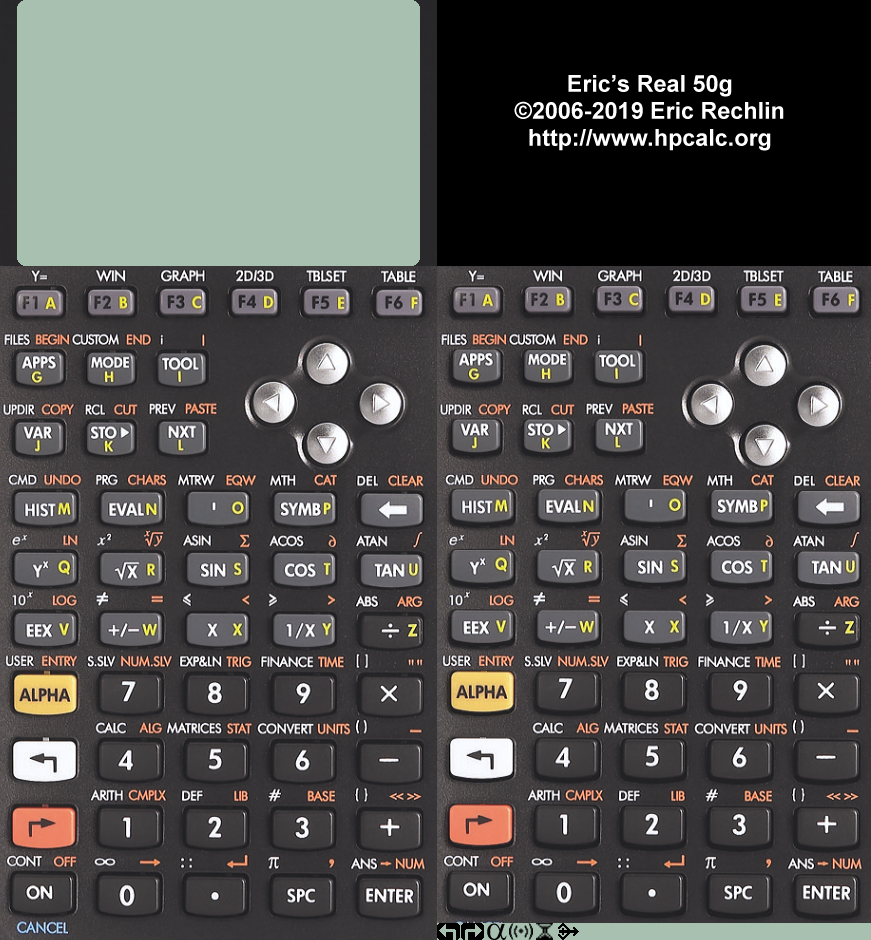 Eric's Real 50g
©2006-2019 Eric Rechlin
http://www.hpcalc.org
Y= WIN GRAPH 2D/3D TBLSET TABLE
F1 A F2 B F3 C F4 D F5 E F6 F
FILES BEGIN CUSTOM END i |
APPS G MODE H TOOL I
UPDIR COPY RCL CUT PREV PASTE
VAR J STO▶ K NXT L
CMD UNDO PRG CHARS MTRW EQW MTH CAT DEL CLEAR
HIST M EVAL N ' O SYMB P ←
eˣ LN x² ˣ√y ASIN Σ ACOS ∂ ATAN ∫
Yˣ Q √X R SIN S COS T TAN U
10ˣ LOG ≠ = ≤ < ≥ > ABS ARG
EEX V +/− W X X 1/X Y ÷ Z
USER ENTRY S.SLV NUM.SLV EXP&LN TRIG FINANCE TIME [ ] " "
ALPHA 7 8 9 ×
CALC ALG MATRICES STAT CONVERT UNITS ( ) _
↰ 4 5 6 −
ARITH CMPLX DEF LIB # BASE { } << >>
↱ 1 2 3 +
CONT OFF ∞ → : : ↵ π , ANS→NUM
ON 0 . SPC ENTER
CANCEL
Y= WIN GRAPH 2D/3D TBLSET TABLE
F1 A F2 B F3 C F4 D F5 E F6 F
FILES BEGIN CUSTOM END i |
APPS G MODE H TOOL I
UPDIR COPY RCL CUT PREV PASTE
VAR J STO▶ K NXT L
CMD UNDO PRG CHARS MTRW EQW MTH CAT DEL CLEAR
HIST M EVAL N ' O SYMB P ←
eˣ LN x² ˣ√y ASIN Σ ACOS ∂ ATAN ∫
Yˣ Q √X R SIN S COS T TAN U
10ˣ LOG ≠ = ≤ < ≥ > ABS ARG
EEX V +/− W X X 1/X Y ÷ Z
USER ENTRY S.SLV NUM.SLV EXP&LN TRIG FINANCE TIME [ ] " "
ALPHA 7 8 9 ×
CALC ALG MATRICES STAT CONVERT UNITS ( ) _
↰ 4 5 6 −
ARITH CMPLX DEF LIB # BASE { } << >>
↱ 1 2 3 +
CONT OFF ∞ → : : ↵ π , ANS→NUM
ON 0 . SPC ENTER
α